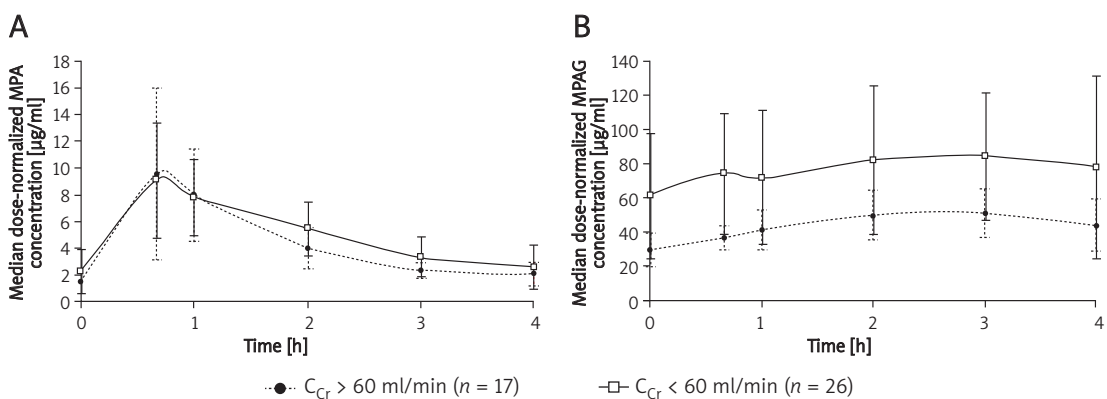 A
Median dose-normalized MPA
concentration [µg/ml]
18
16
14
12
10
8
6
4
2
0
0 1 2 3 4
Time [h]
B
Median dose-normalized MPAG
concentration [µg/ml]
140
120
100
80
60
40
20
0
0 1 2 3 4
Time [h]
C_Cr > 60 ml/min (n = 17) C_Cr < 60 ml/min (n = 26)